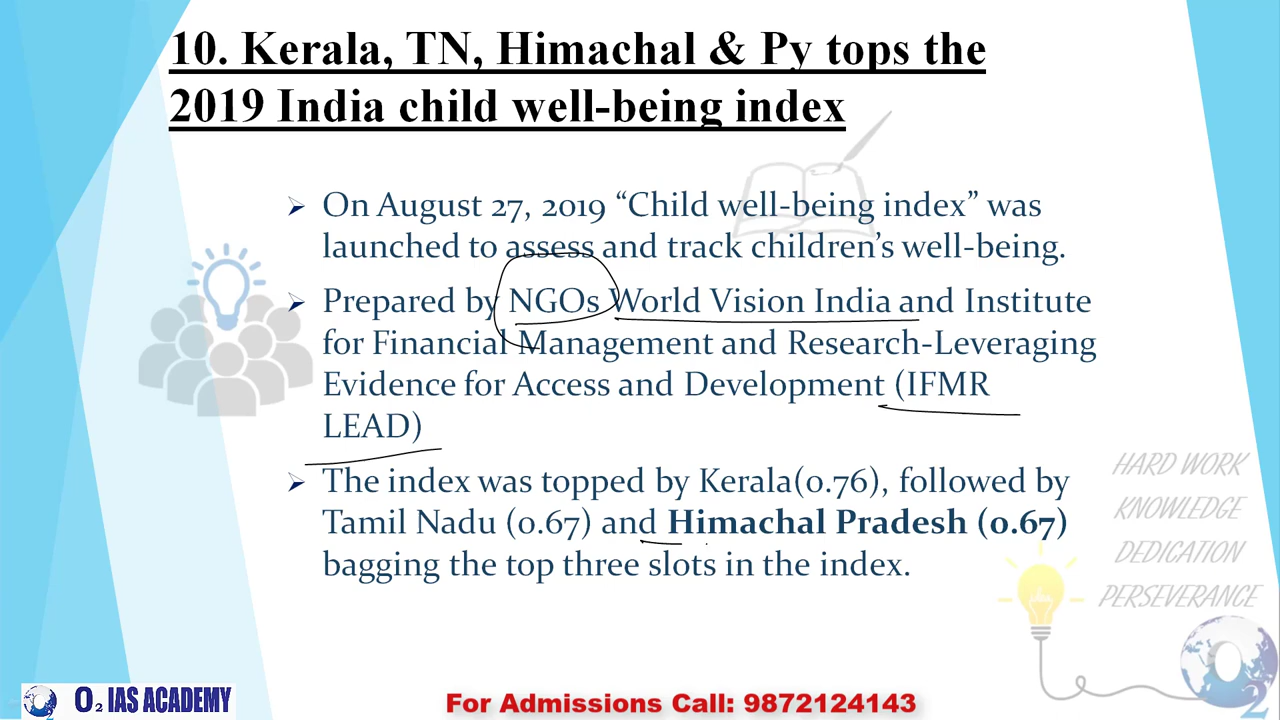 10. Kerala, TN, Himachal & Py tops the
2019 India child well-being index
➢ On August 27, 2019 “Child well-being index” was
launched to assess and track children’s well-being.
➢ Prepared by NGOs World Vision India and Institute
for Financial Management and Research-Leveraging
Evidence for Access and Development (IFMR
LEAD)
➢ The index was topped by Kerala(0.76), followed by
Tamil Nadu (0.67) and Himachal Pradesh (0.67)
bagging the top three slots in the index.
HARD WORK
KNOWLEDGE
DEDICATION
PERSEVERANCE
O2
O2 IAS ACADEMY
For Admissions Call: 9872124143